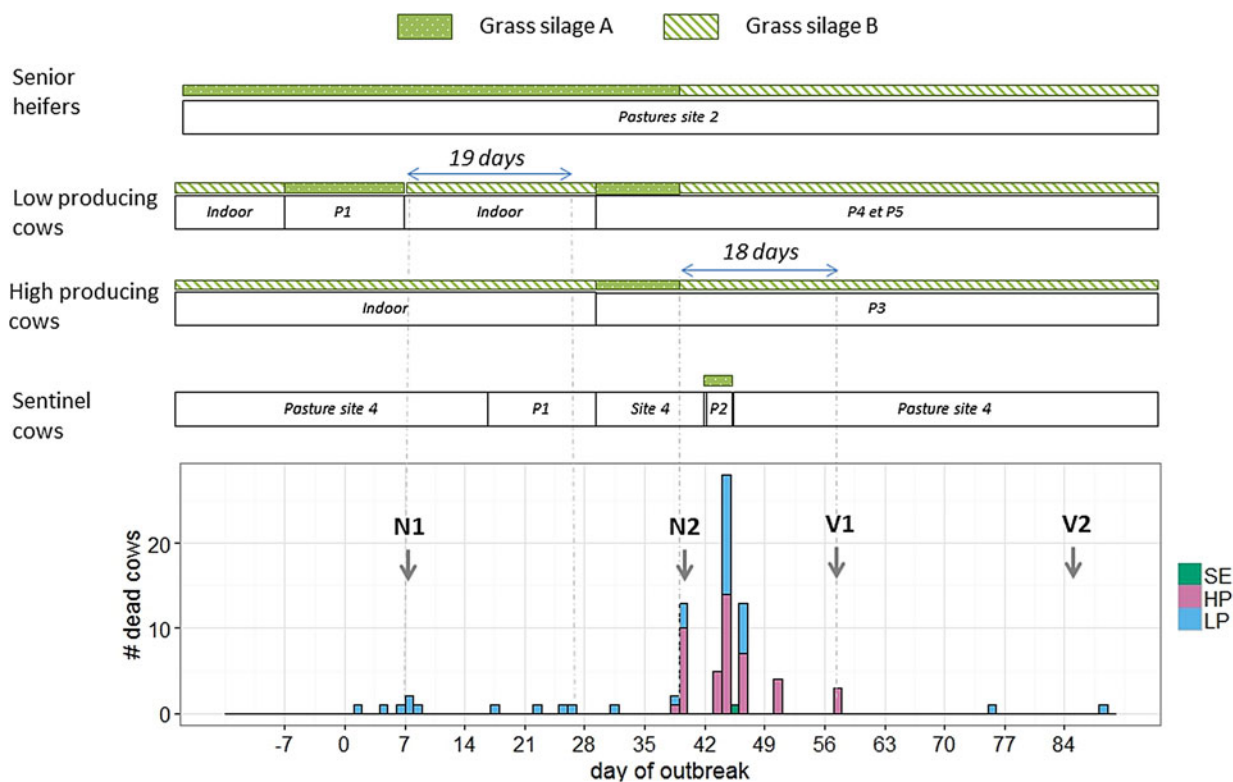 Grass silage A
Grass silage B
Senior
heifers
Pastures site 2
19 days
Low producing
cows
Indoor
P1
Indoor
P4 et P5
18 days
High producing
cows
Indoor
P3
Sentinel
cows
Pasture site 4
P1
Site 4
P2
Pasture site 4
# dead cows
20
10
0
N1
N2
V1
V2
SE
HP
LP
-7 0 7 14 21 28 35 42 49 56 63 70 77 84
day of outbreak